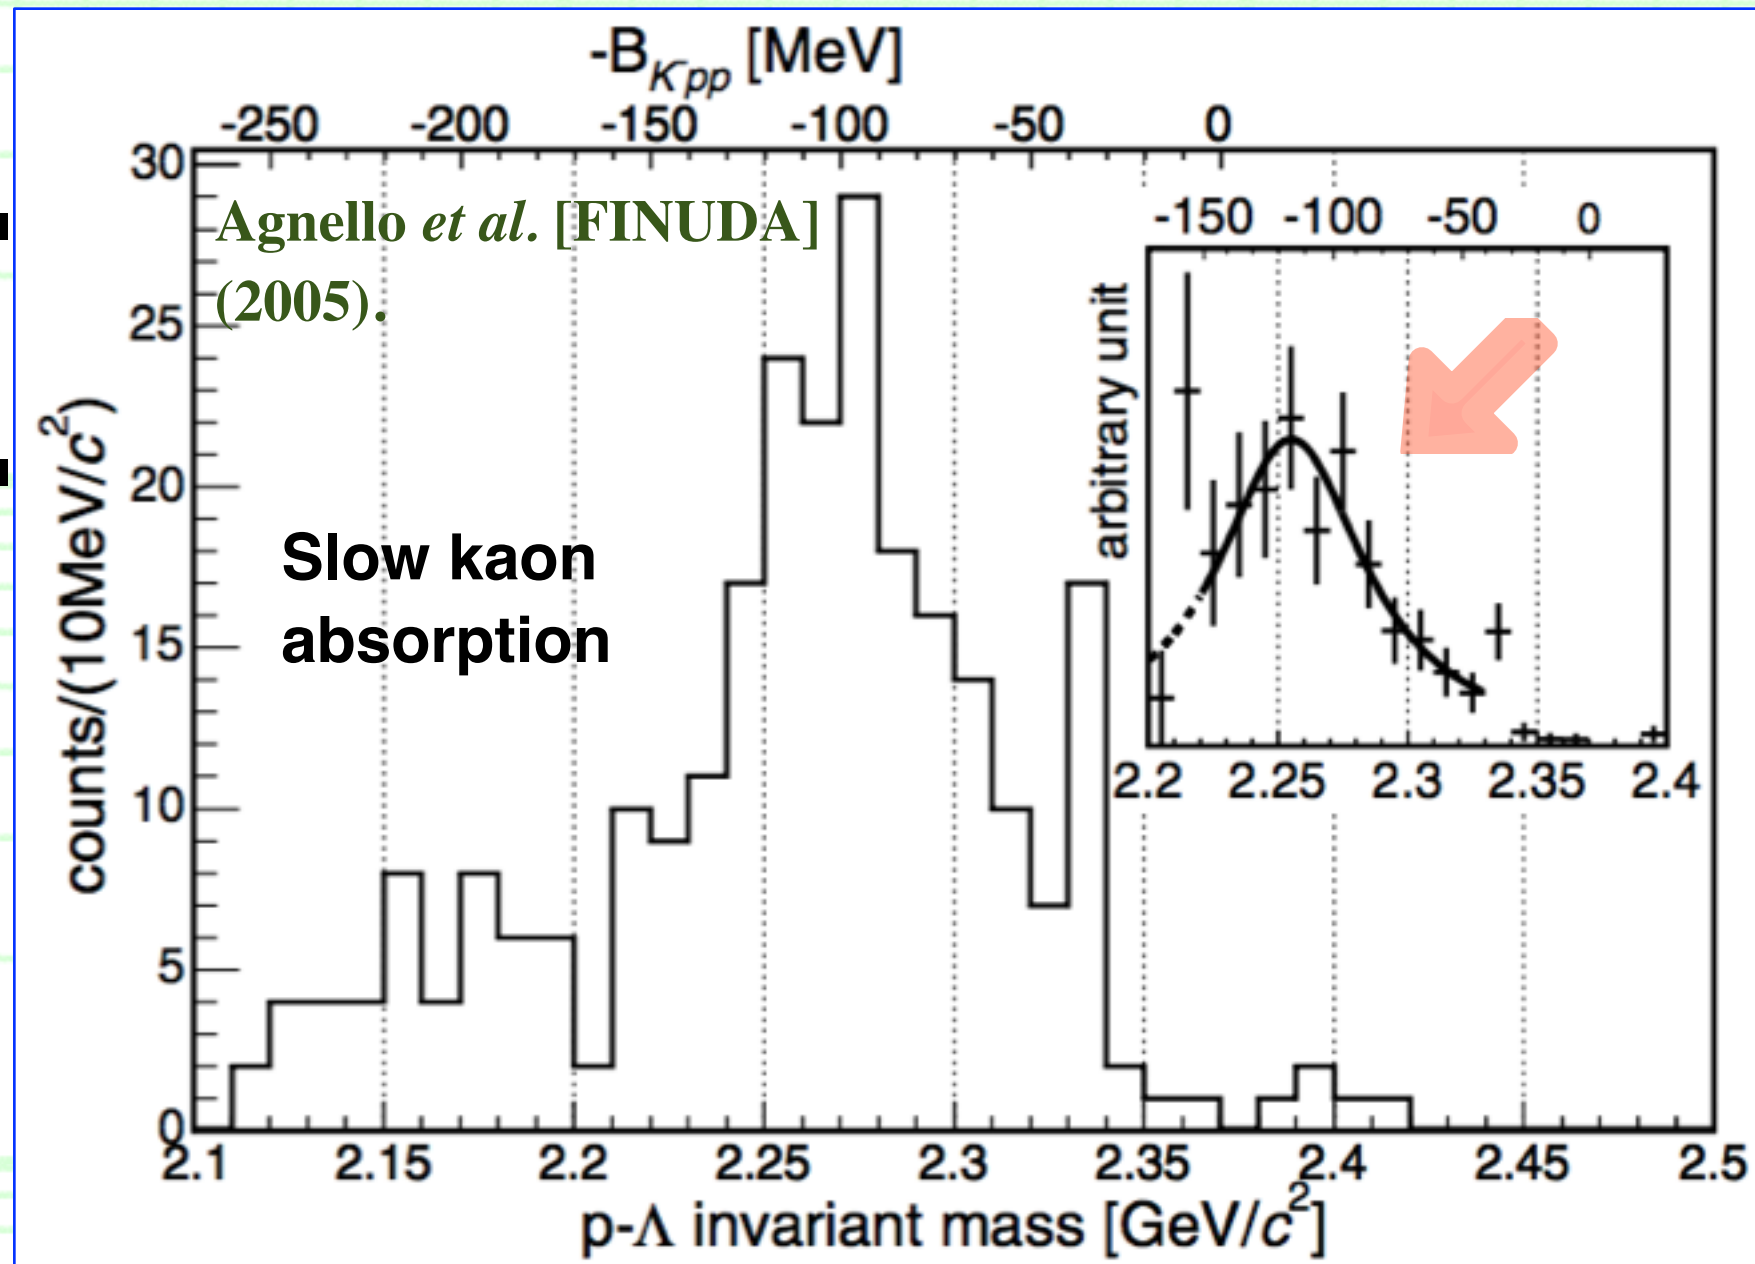 -B_K⁻pp [MeV]
-250 -200 -150 -100 -50 0
Agnello et al. [FINUDA]
(2005).
Slow kaon
absorption
counts/(10MeV/c²)
30
25
20
15
10
5
0
2.1 2.15 2.2 2.25 2.3 2.35 2.4 2.45 2.5
p-Λ invariant mass [GeV/c²]
-150 -100 -50 0
arbitrary unit
2.2 2.25 2.3 2.35 2.4